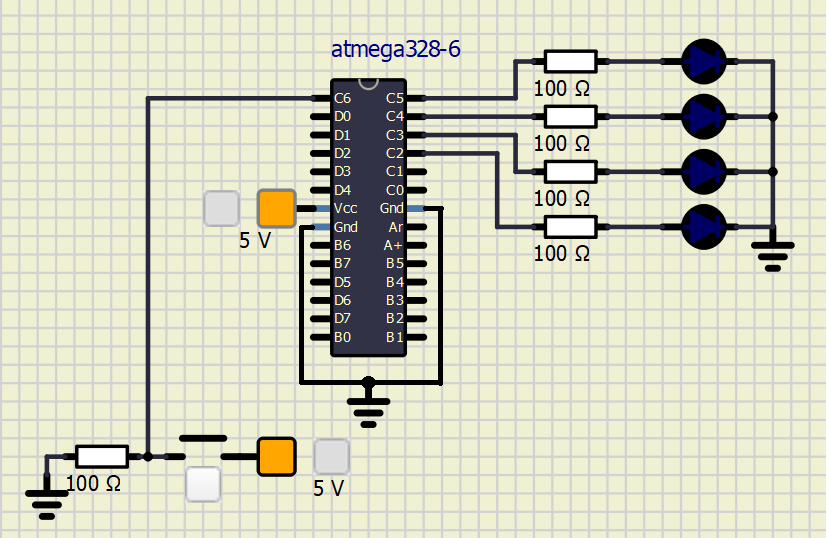 atmega328-6
C6 C5
D0 C4
D1 C3
D2 C2
D3 C1
D4 C0
Vcc Gnd
Gnd Ar
B6 A+
B7 B5
D5 B4
D6 B3
D7 B2
B0 B1
100 Ω
100 Ω
100 Ω
100 Ω
5 V
100 Ω
5 V